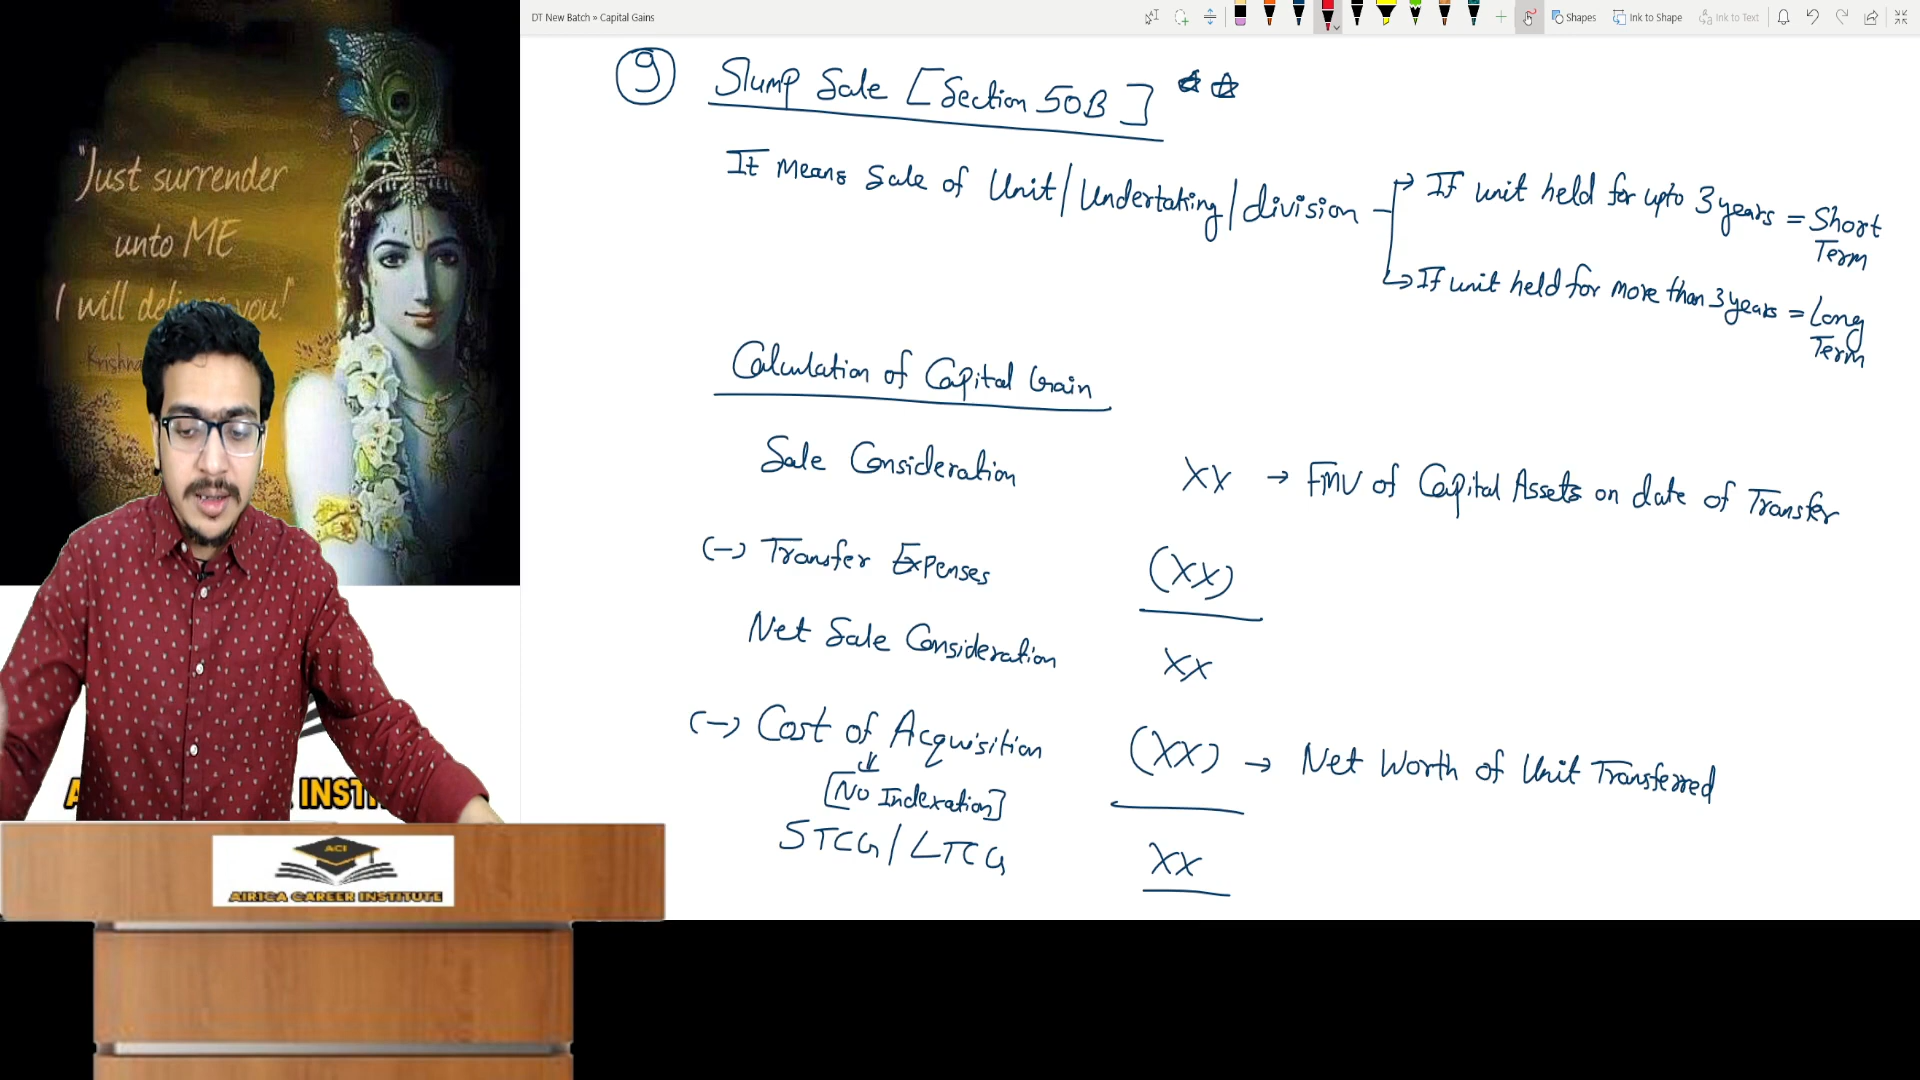 DT New Batch » Capital Gains
Shapes
Ink to Shape
Ink to Text
"Just surrender
unto ME
I will deliver you!"
-Krishna
⑨ Slump Sale [Section 50B]
It Means Sale of Unit/Undertaking/division
→ If unit held for upto 3 years = Short Term
→ If unit held for more than 3 years = Long Term
Calculation of Capital Gain
Sale Consideration XX → FMV of Capital Assets on date of Transfer
(-) Transfer Expenses (XX)
Net Sale Consideration XX
(-) Cost of Acquisition (XX) → Net Worth of Unit Transferred
[No Indexation]
STCG/LTCG XX
INST
ACI
AIRICA CAREER INSTITUTE